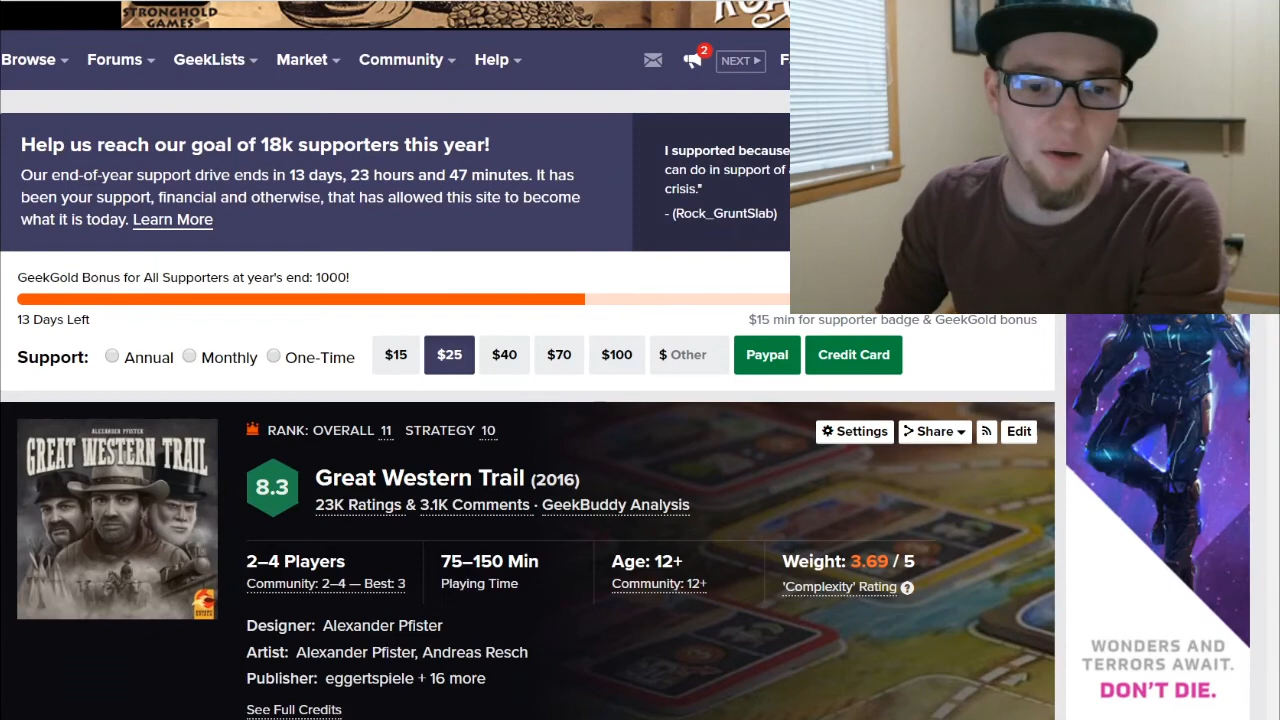 STRONGHOLD
GAMES
Browse Forums GeekLists Market Community Help 2 NEXT
Help us reach our goal of 18k supporters this year!
Our end-of-year support drive ends in 13 days, 23 hours and 47 minutes. It has
been your support, financial and otherwise, that has allowed this site to become
what it is today. Learn More
I supported because
can do in support of
crisis."
- (Rock_GruntSlab)
GeekGold Bonus for All Supporters at year's end: 1000!
13 Days Left
$15 min for supporter badge & GeekGold bonus
Support: Annual Monthly One-Time $15 $25 $40 $70 $100 $ Other Paypal Credit Card
ALEXANDER PFISTER
GREAT WESTERN TRAIL
RANK: OVERALL 11 STRATEGY 10
Settings Share Edit
8.3
Great Western Trail (2016)
23K Ratings & 3.1K Comments · GeekBuddy Analysis
2–4 Players 75–150 Min Age: 12+ Weight: 3.69 / 5
Community: 2–4 — Best: 3 Playing Time Community: 12+ 'Complexity' Rating ?
Designer: Alexander Pfister
Artist: Alexander Pfister, Andreas Resch
Publisher: eggertspiele + 16 more
See Full Credits
WONDERS AND
TERRORS AWAIT.
DON'T DIE.